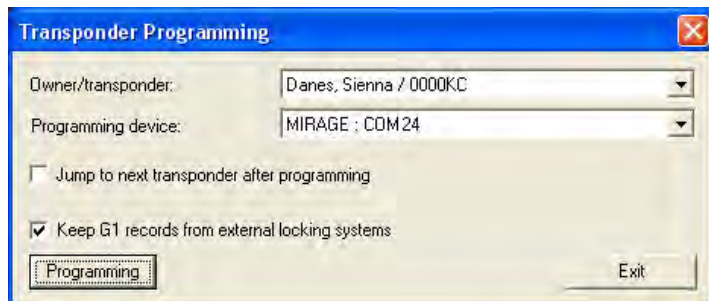 Transponder Programming
Owner/transponder: Danes, Sienna / 0000KC
Programming device: MIRAGE : COM24
Jump to next transponder after programming
Keep G1 records from external locking systems
Programming Exit